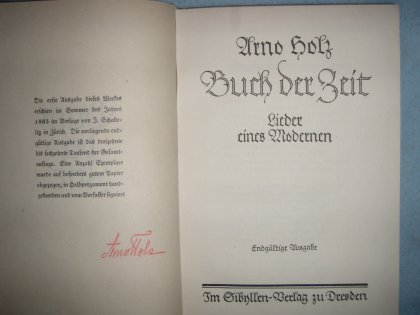 Die erste Ausgabe dieses Werkes
erschien im Sommer des Jahres
1885 im Verlage von J. Schabe-
litz in Zürich. Die vorliegende end-
gültige Ausgabe ist das dreizehnte
bis sechzehnte Tausend der Gesamt-
auflage. Eine Anzahl Exemplare
wurde auf besonders gutem Papier
abgezogen, in Halbpergament hand-
gebunden und vom Verfasser signiert
Arno Holz
Arno Holz
Buch der Zeit
Lieder
eines Modernen
Endgültige Ausgabe
Im Sibyllen-Verlag zu Dresden